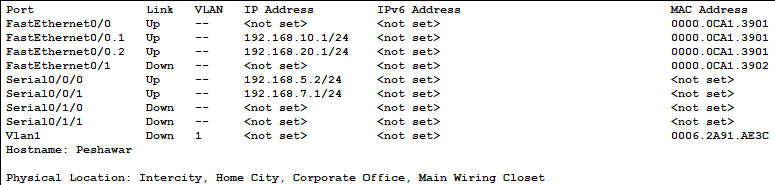 Port Link VLAN IP Address IPv6 Address MAC Address
FastEthernet0/0 Up -- <not set> <not set> 0000.0CA1.3901
FastEthernet0/0.1 Up -- 192.168.10.1/24 <not set> 0000.0CA1.3901
FastEthernet0/0.2 Up -- 192.168.20.1/24 <not set> 0000.0CA1.3901
FastEthernet0/1 Down -- <not set> <not set> 0000.0CA1.3902
Serial0/0/0 Up -- 192.168.5.2/24 <not set> <not set>
Serial0/0/1 Up -- 192.168.7.1/24 <not set> <not set>
Serial0/1/0 Down -- <not set> <not set> <not set>
Serial0/1/1 Down -- <not set> <not set> <not set>
Vlan1 Down 1 <not set> <not set> 0006.2A91.AE3C
Hostname: Peshawar
Physical Location: Intercity, Home City, Corporate Office, Main Wiring Closet